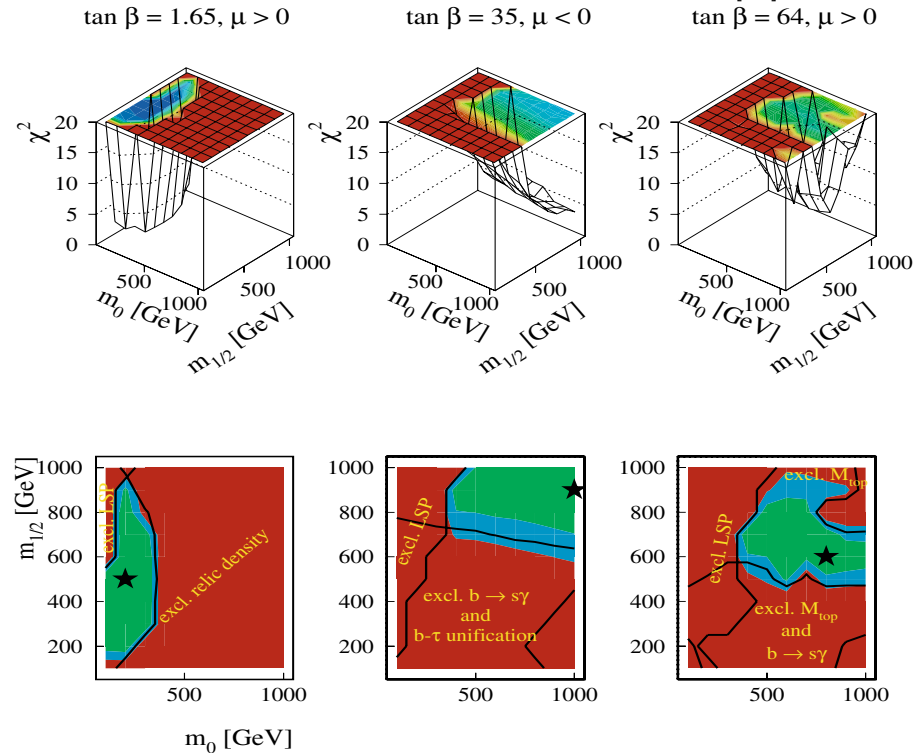 tan β = 1.65, μ > 0
tan β = 35, μ < 0
tan β = 64, μ > 0
χ²
20
15
10
5
0
500
1000
m₀ [GeV]
500
1000
m₁/₂ [GeV]
χ²
20
15
10
5
0
500
1000
m₀ [GeV]
500
1000
m₁/₂ [GeV]
χ²
20
15
10
5
0
500
1000
m₀ [GeV]
500
1000
m₁/₂ [GeV]
m₁/₂ [GeV]
1000
800
600
400
200
excl. LSP
excl. relic density
500
1000
m₀ [GeV]
1000
800
600
400
200
excl. LSP
excl. b → sγ
and
b-τ unification
500
1000
1000
800
600
400
200
excl. M_top
excl. LSP
excl. M_top
and
b → sγ
500
1000